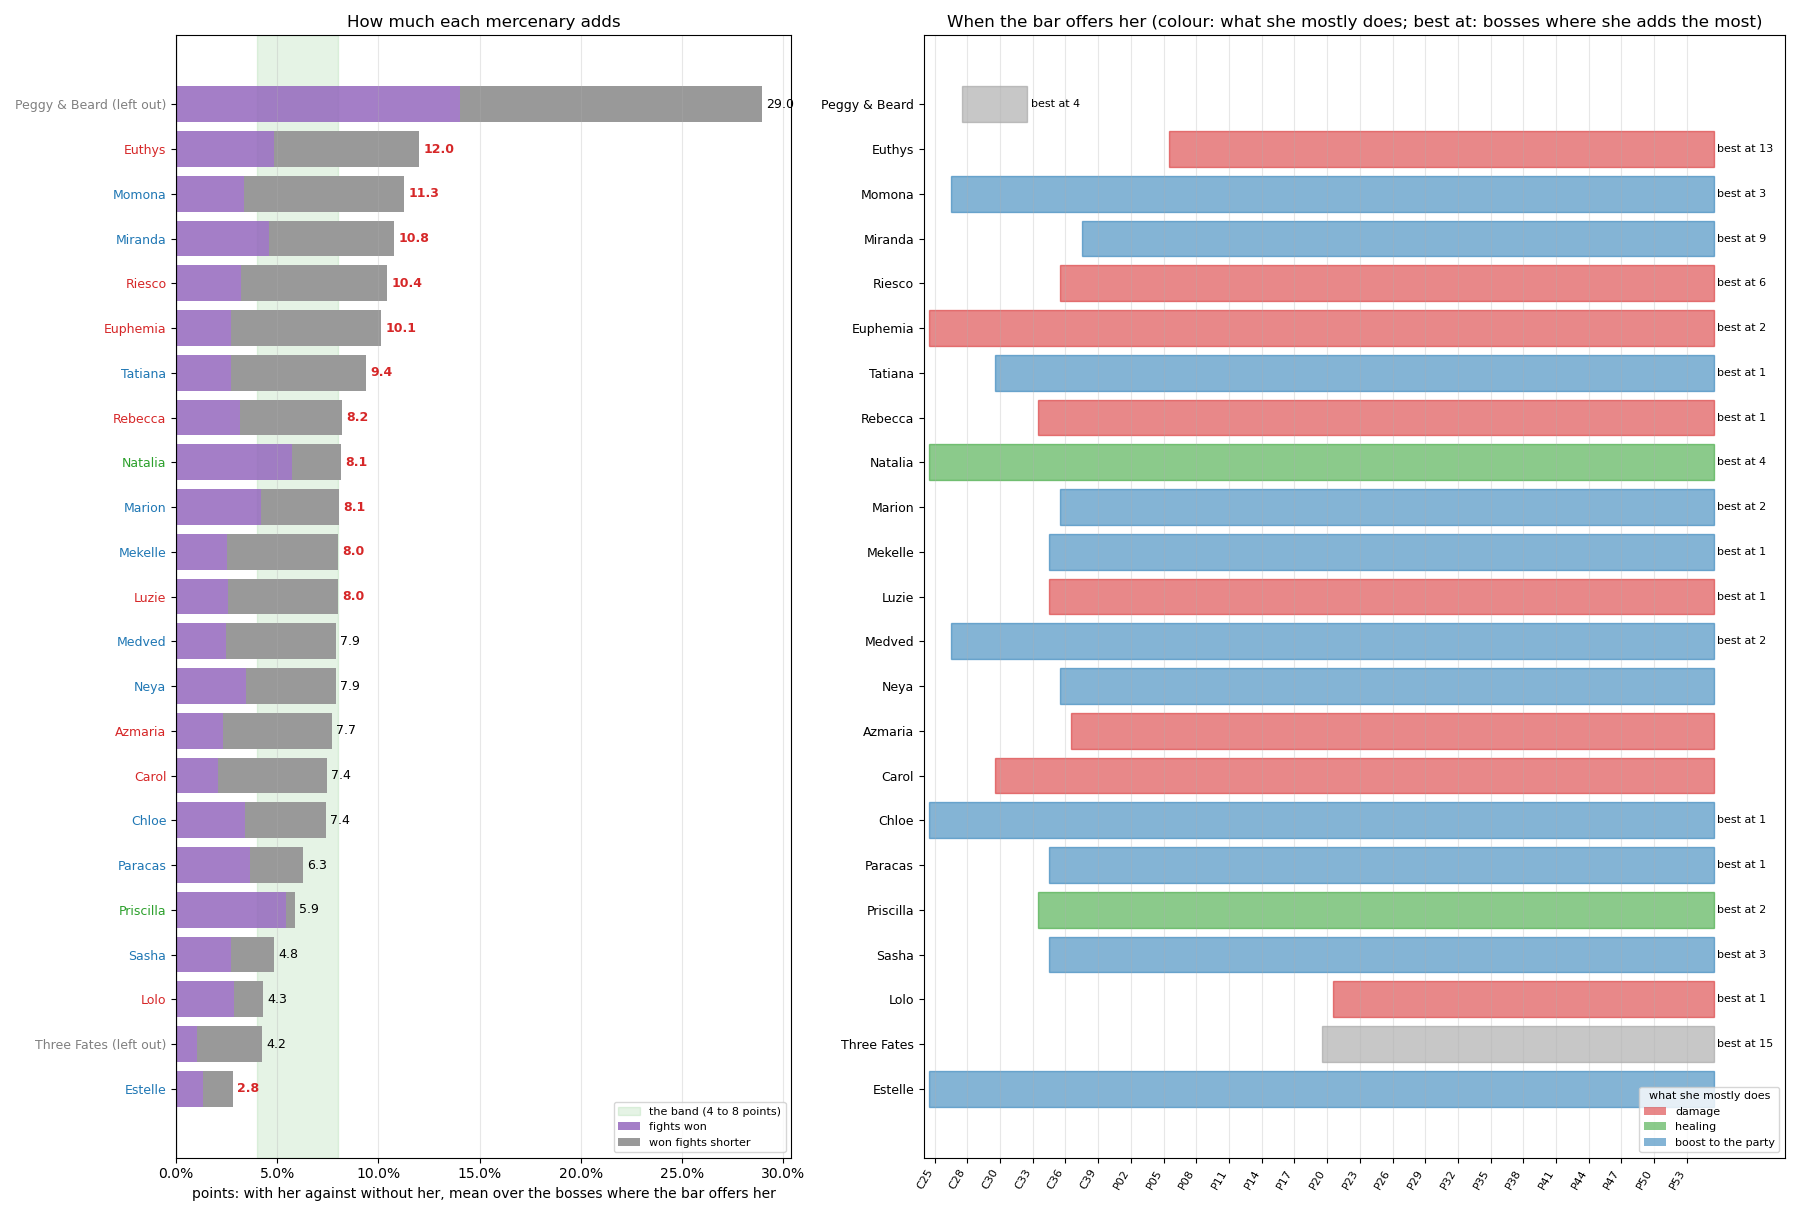 How much each mercenary adds
Peggy & Beard (left out)
29.0
Euthys
12.0
Momona
11.3
Miranda
10.8
Riesco
10.4
Euphemia
10.1
Tatiana
9.4
Rebecca
8.2
Natalia
8.1
Marion
8.1
Mekelle
8.0
Luzie
8.0
Medved
7.9
Neya
7.9
Azmaria
7.7
Carol
7.4
Chloe
7.4
Paracas
6.3
Priscilla
5.9
Sasha
4.8
Lolo
4.3
Three Fates (left out)
4.2
Estelle
2.8
the band (4 to 8 points)
fights won
won fights shorter
0.0% 5.0% 10.0% 15.0% 20.0% 25.0% 30.0%
points: with her against without her, mean over the bosses where the bar offers her
When the bar offers her (colour: what she mostly does; best at: bosses where she adds the most)
Peggy & Beard
best at 4
Euthys
best at 13
Momona
best at 3
Miranda
best at 9
Riesco
best at 6
Euphemia
best at 2
Tatiana
best at 1
Rebecca
best at 1
Natalia
best at 4
Marion
best at 2
Mekelle
best at 1
Luzie
best at 1
Medved
best at 2
Neya
Azmaria
Carol
Chloe
best at 1
Paracas
best at 1
Priscilla
best at 2
Sasha
best at 3
Lolo
best at 1
Three Fates
best at 15
Estelle
what she mostly does
damage
healing
boost to the party
C25 C28 C30 C33 C36 C39 P02 P05 P08 P11 P14 P17 P20 P23 P26 P29 P32 P35 P38 P41 P44 P47 P50 P53